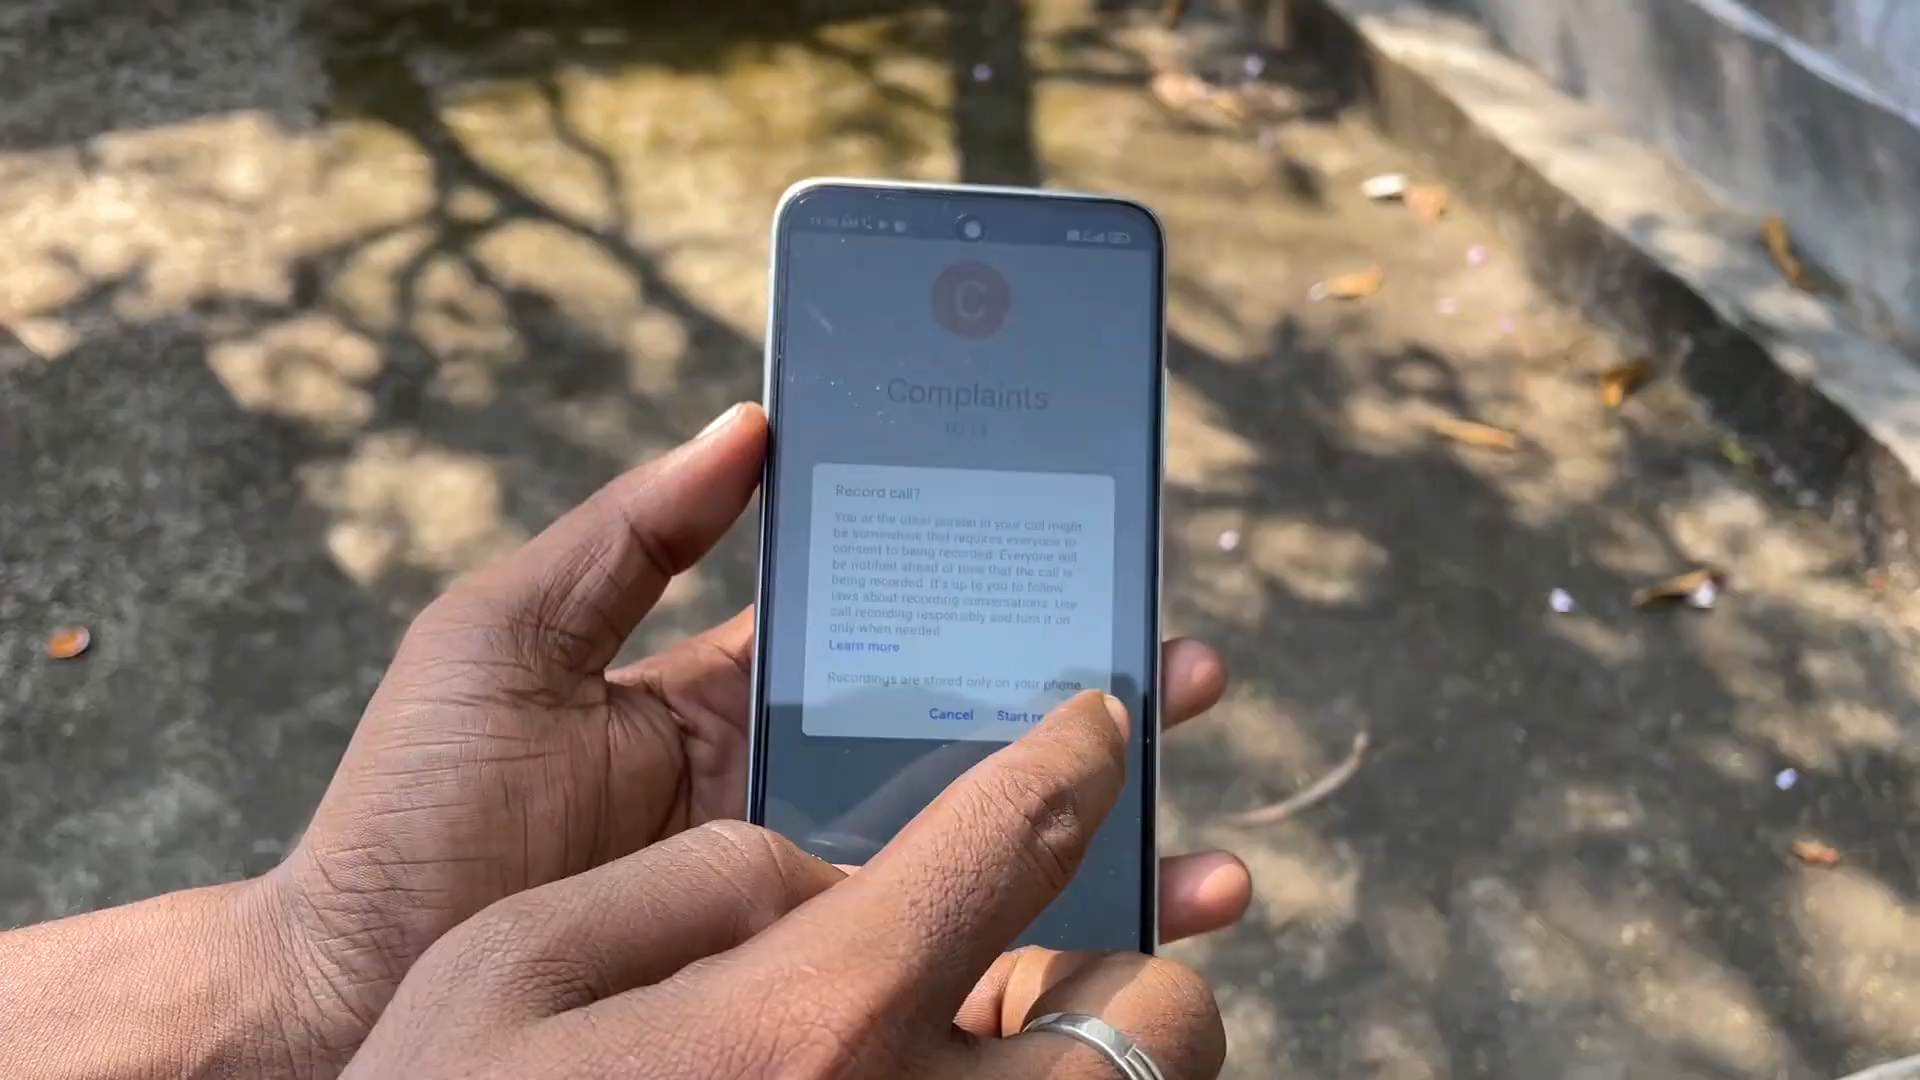 C
Complaints
Record call?
You or the other person in your call might
be somewhere that requires everyone to
consent to being recorded. Everyone will
be notified ahead of time that the call is
being recorded. It's up to you to follow
laws about recording conversations. Use
call recording responsibly and turn it on
only when needed.
Learn more
Recordings are stored only on your phone.
Cancel Start re